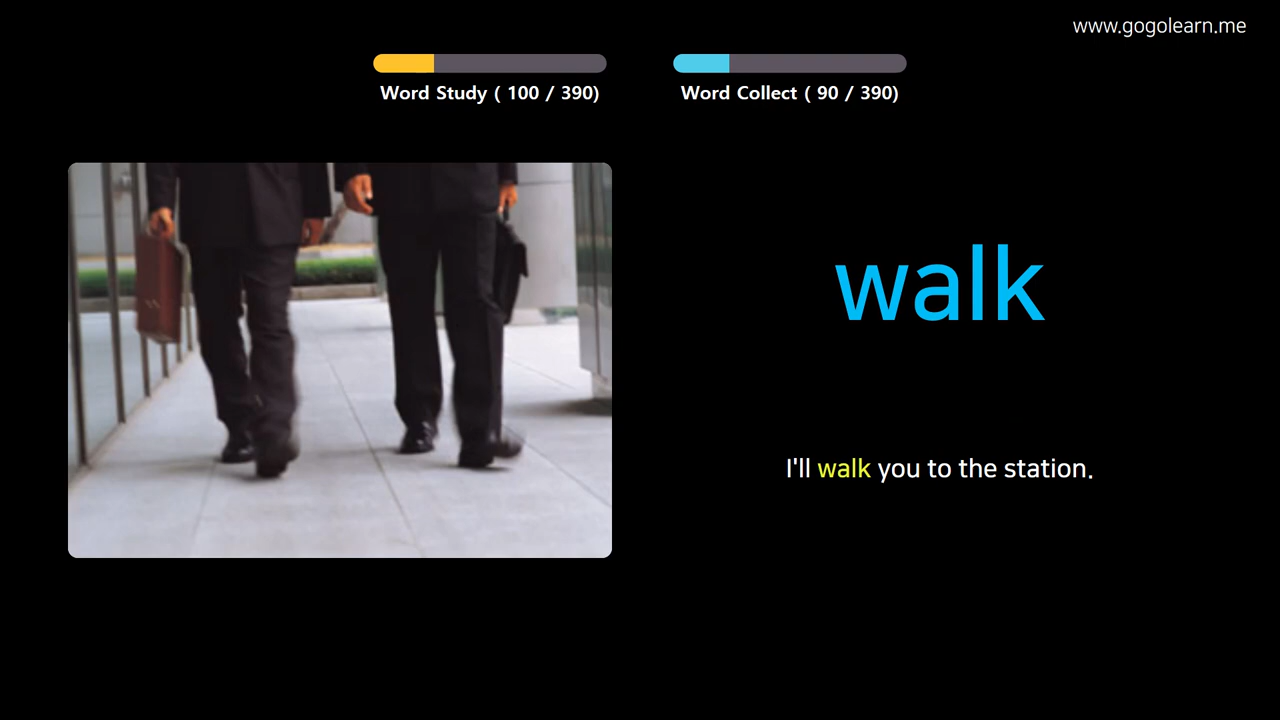 www.gogolearn.me
Word Study ( 100 / 390)
Word Collect ( 90 / 390)
walk
I'll walk you to the station.